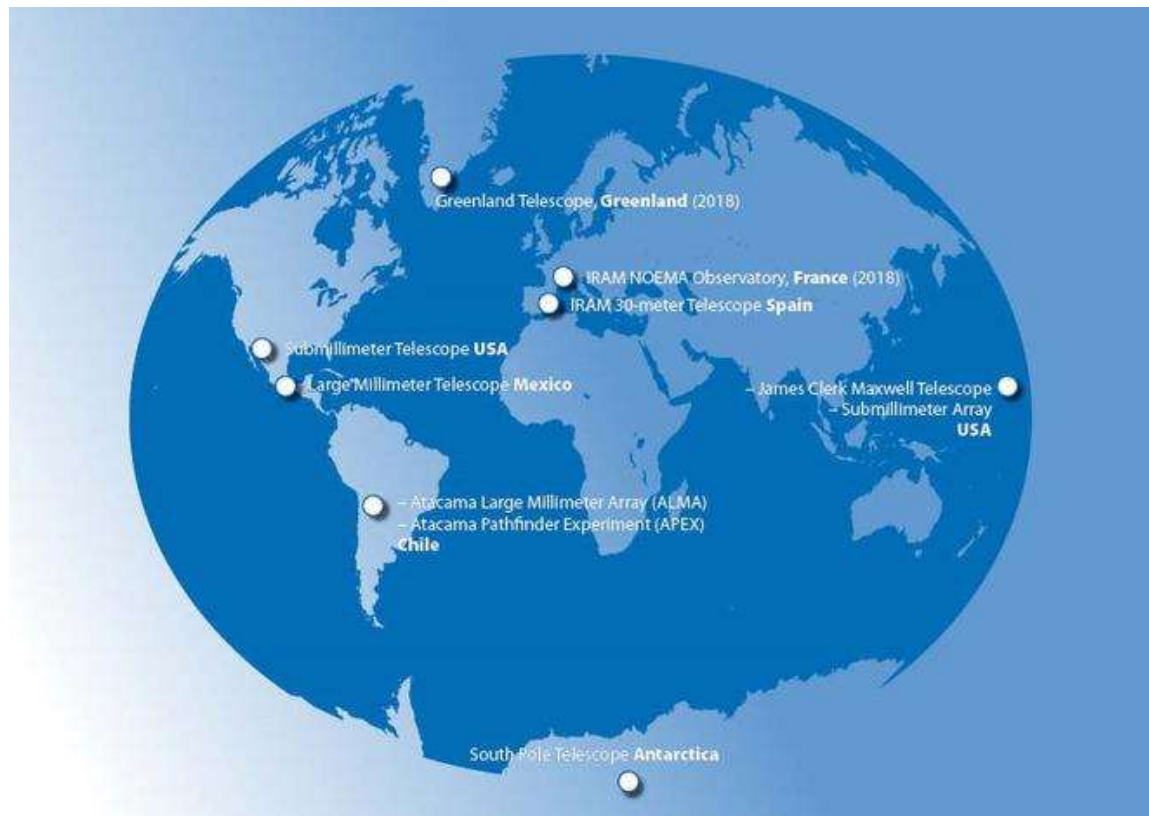 Greenland Telescope, Greenland (2018)
IRAM NOEMA Observatory, France (2018)
IRAM 30-meter Telescope Spain
Submillimeter Telescope USA
Large Millimeter Telescope Mexico
– James Clerk Maxwell Telescope
– Submillimeter Array
USA
– Atacama Large Millimeter Array (ALMA)
– Atacama Pathfinder Experiment (APEX)
Chile
South Pole Telescope Antarctica